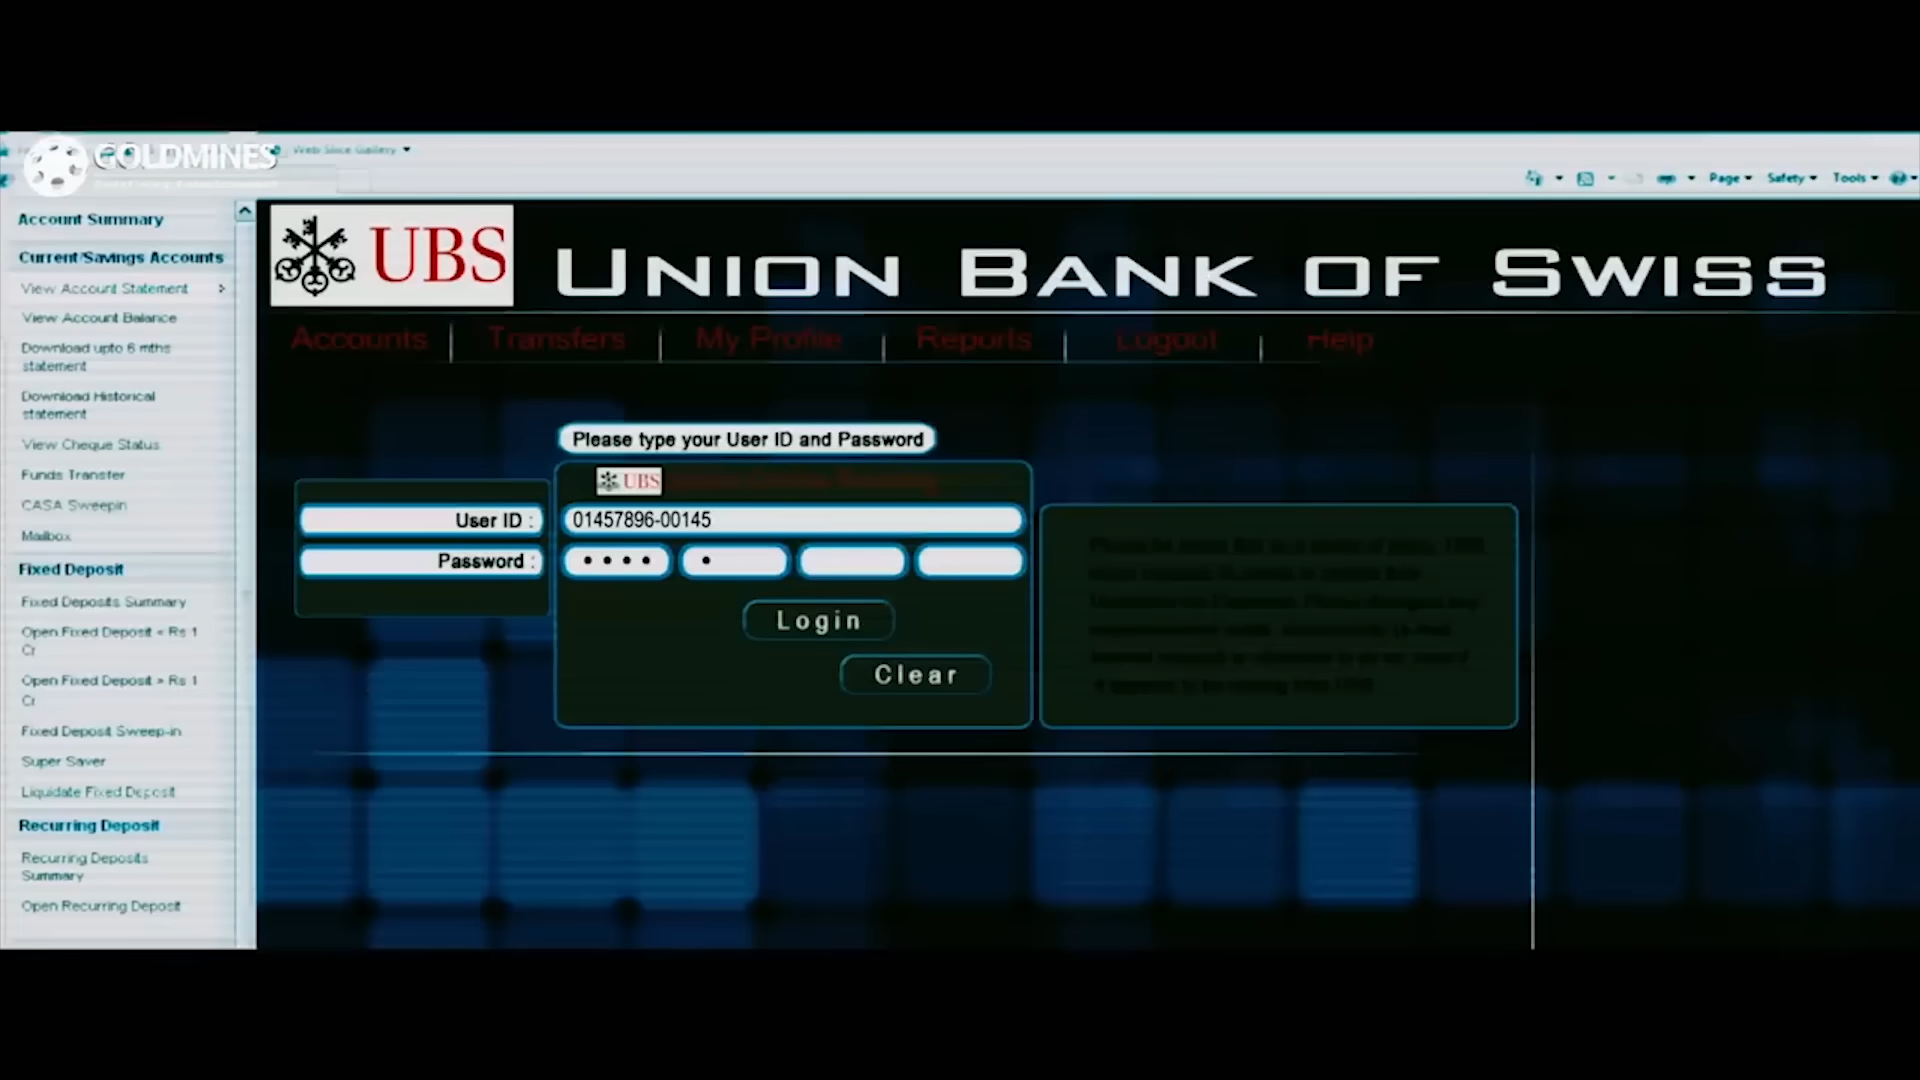 GOLDMINES
Web Slice Gallery
Page Safety Tools
Account Summary
Current/Savings Accounts
View Account Statement
View Account Balance
Download upto 6 mths
statement
Download Historical
statement
View Cheque Status
Funds Transfer
CASA Sweepin
Mailbox
Fixed Deposit
Fixed Deposits Summary
Open Fixed Deposit < Rs 1
Cr
Open Fixed Deposit > Rs 1
Cr
Fixed Deposit Sweep-in
Super Saver
Liquidate Fixed Deposit
Recurring Deposit
Recurring Deposits
Summary
Open Recurring Deposit
UBS
UNION BANK OF SWISS
Accounts Transfers My Profile Reports Logout Help
Please type your User ID and Password
UBS
User ID : 01457896-00145
Password :
Login
Clear